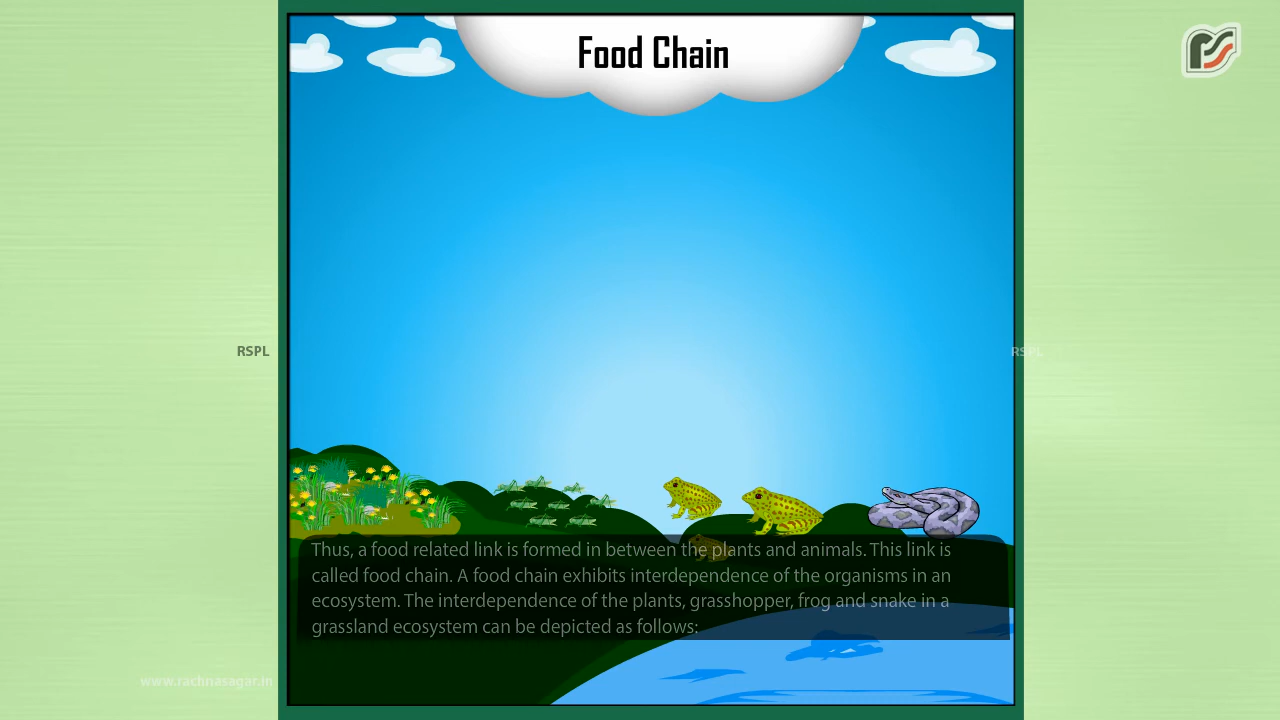 Food Chain
RSPL
RSPL
Thus, a food related link is formed in between the plants and animals. This link is
called food chain. A food chain exhibits interdependence of the organisms in an
ecosystem. The interdependence of the plants, grasshopper, frog and snake in a
grassland ecosystem can be depicted as follows:
www.rachnasagar.in